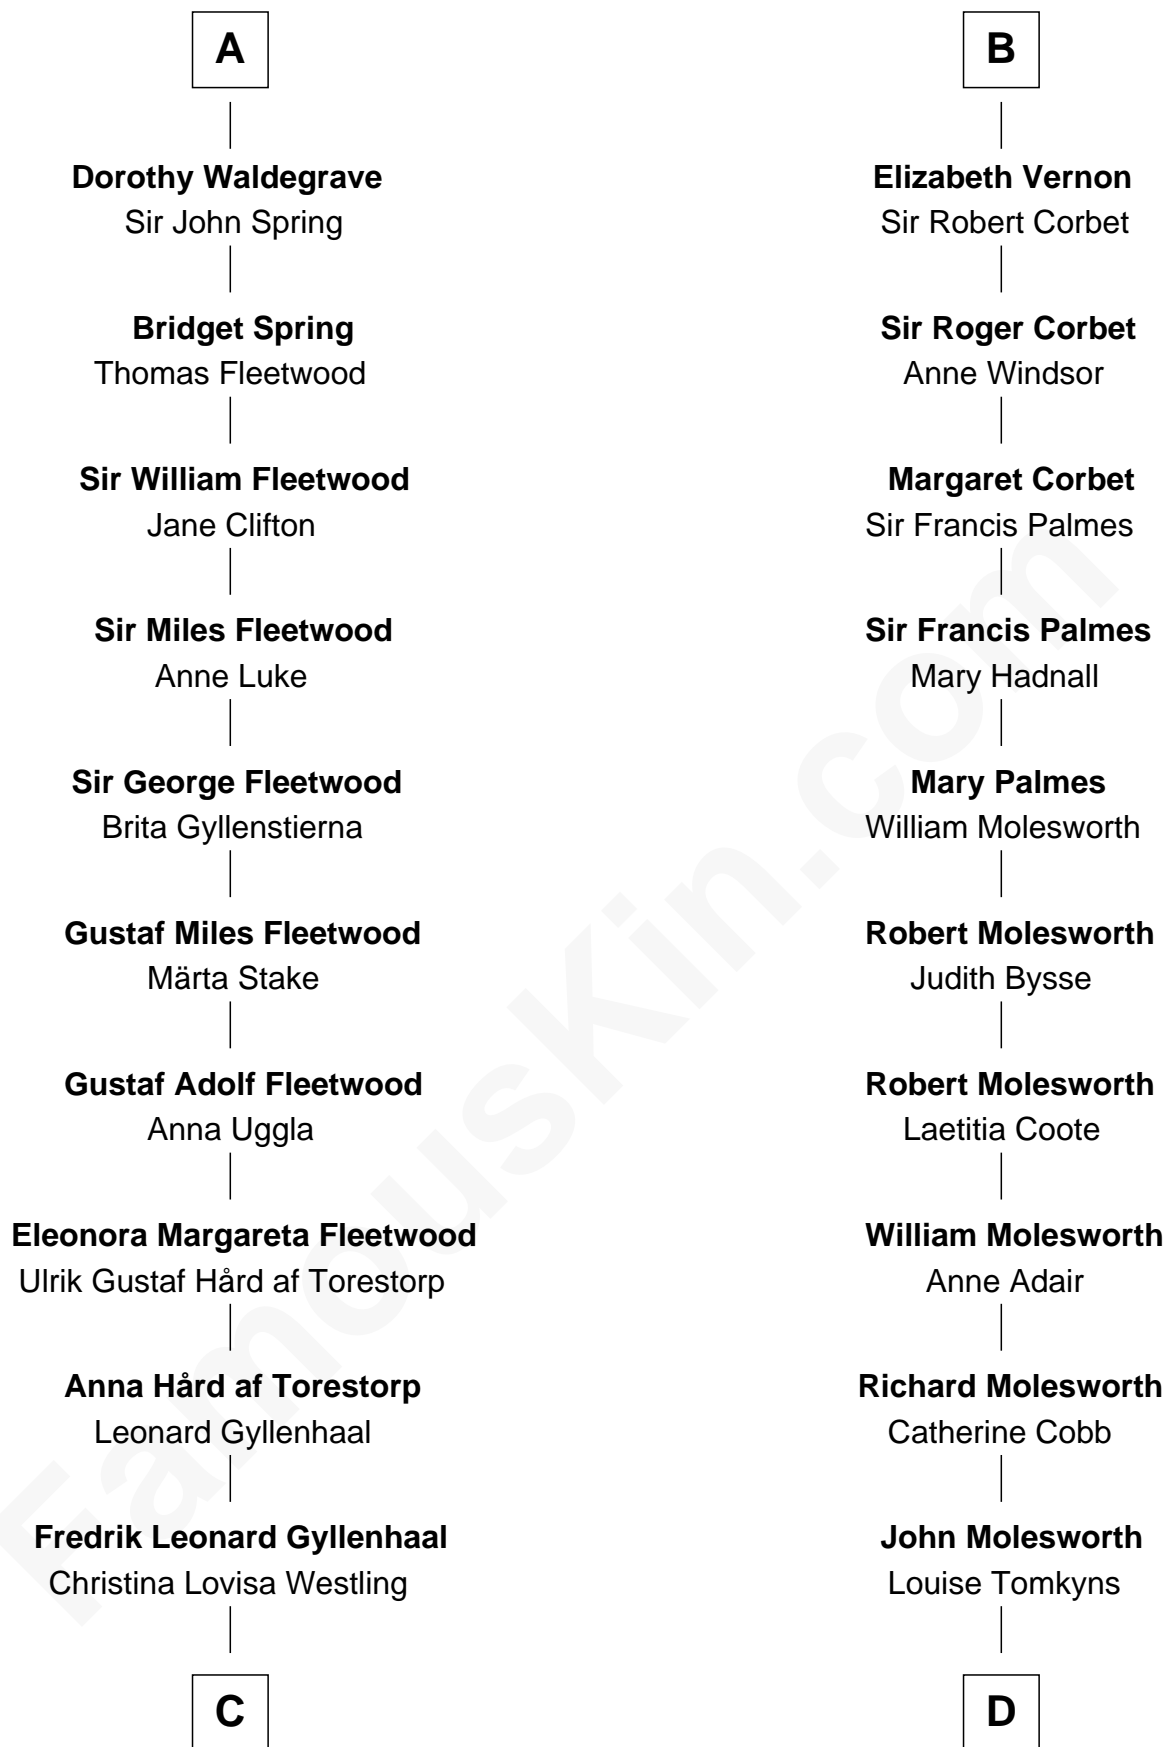 A
Dorothy Waldegrave
Sir John Spring
Bridget Spring
Thomas Fleetwood
Sir William Fleetwood
Jane Clifton
Sir Miles Fleetwood
Anne Luke
Sir George Fleetwood
Brita Gyllenstierna
Gustaf Miles Fleetwood
Märta Stake
Gustaf Adolf Fleetwood
Anna Uggla
Eleonora Margareta Fleetwood
Ulrik Gustaf Hård af Torestorp
Anna Hård af Torestorp
Leonard Gyllenhaal
Fredrik Leonard Gyllenhaal
Christina Lovisa Westling
C
B
Elizabeth Vernon
Sir Robert Corbet
Sir Roger Corbet
Anne Windsor
Margaret Corbet
Sir Francis Palmes
Sir Francis Palmes
Mary Hadnall
Mary Palmes
William Molesworth
Robert Molesworth
Judith Bysse
Robert Molesworth
Laetitia Coote
William Molesworth
Anne Adair
Richard Molesworth
Catherine Cobb
John Molesworth
Louise Tomkyns
D
FamousKin.com